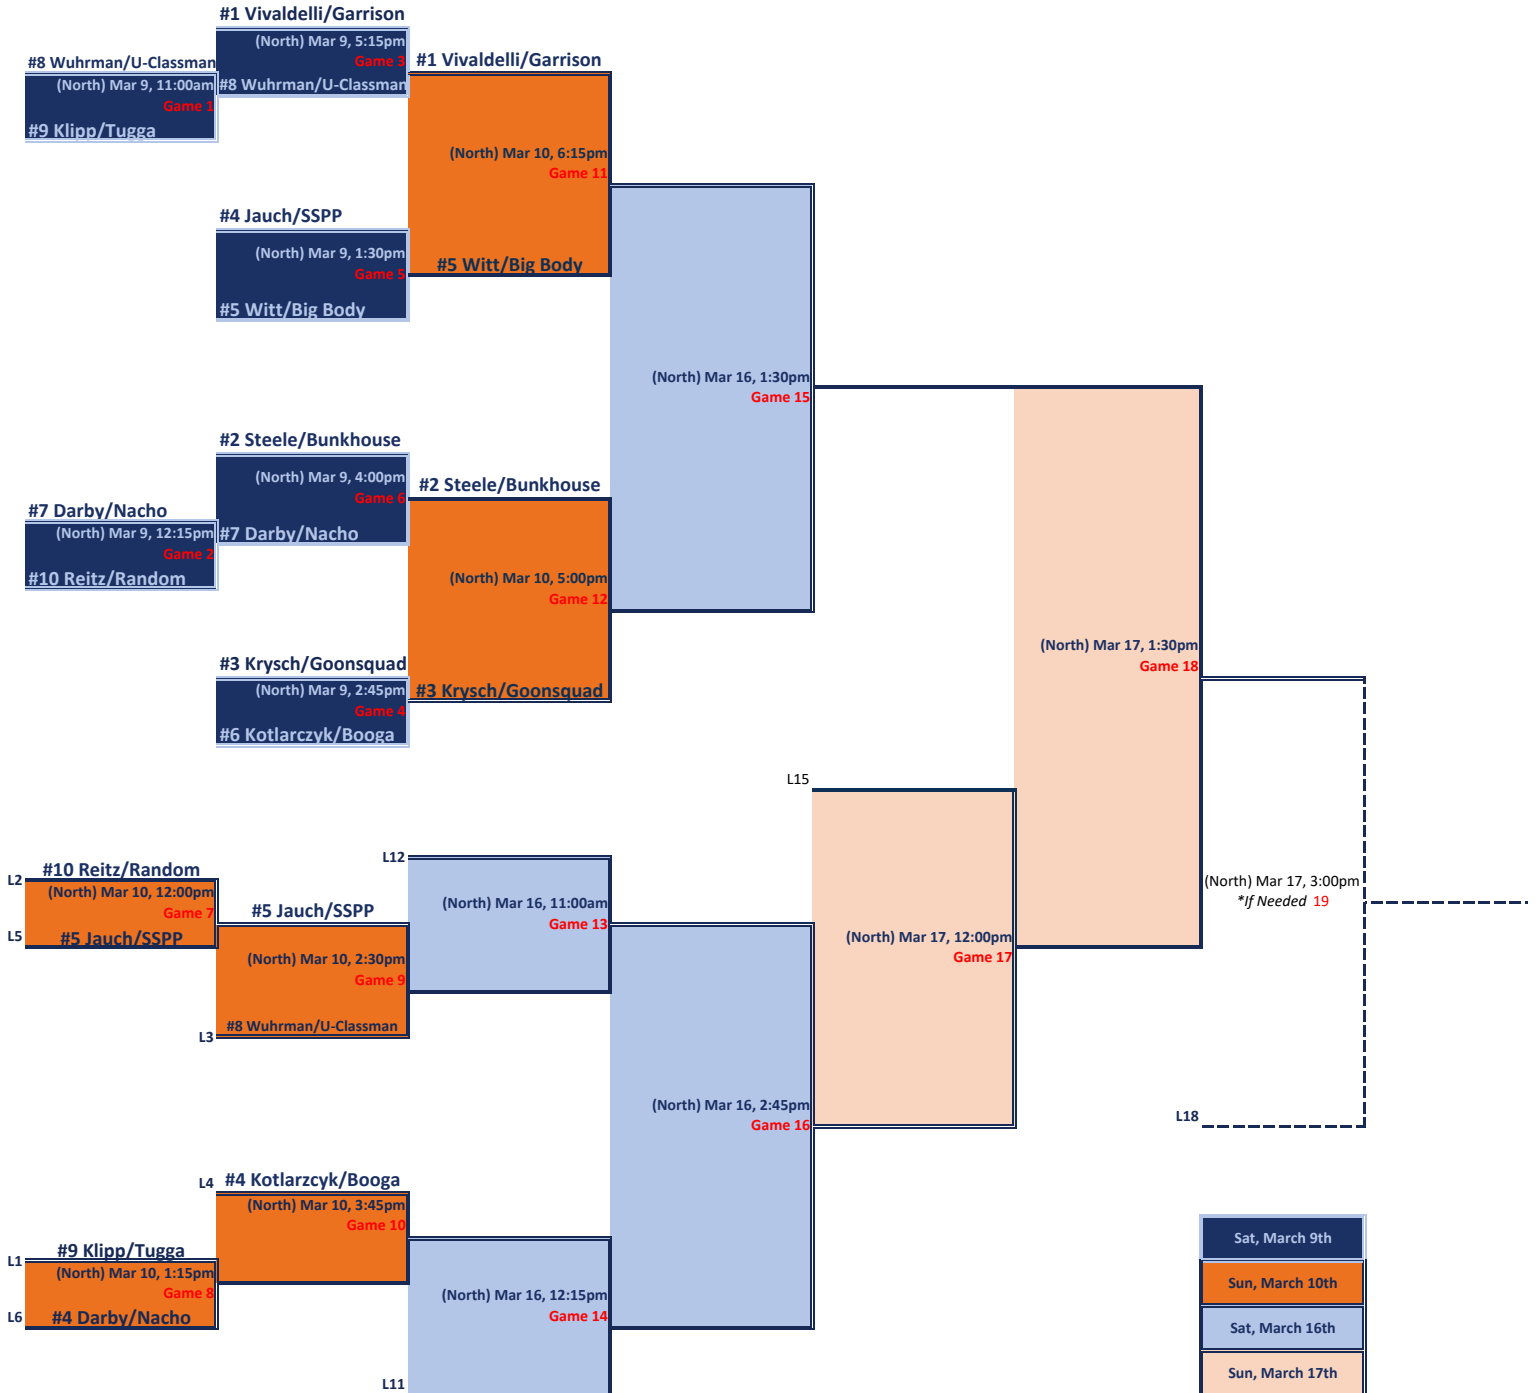 #1 Vivaldelli/Garrison
(North) Mar 9, 5:15pm
Game 3
#8 Wuhrman/U-Classman
#8 Wuhrman/U-Classman
(North) Mar 9, 11:00am
Game 1
#9 Klipp/Tugga
#1 Vivaldelli/Garrison
(North) Mar 10, 6:15pm
Game 11
#5 Witt/Big Body
#4 Jauch/SSPP
(North) Mar 9, 1:30pm
Game 5
#5 Witt/Big Body
(North) Mar 16, 1:30pm
Game 15
#2 Steele/Bunkhouse
(North) Mar 9, 4:00pm
Game 6
#7 Darby/Nacho
#7 Darby/Nacho
(North) Mar 9, 12:15pm
Game 2
#10 Reitz/Random
#2 Steele/Bunkhouse
(North) Mar 10, 5:00pm
Game 12
#3 Krysch/Goonsquad
#3 Krysch/Goonsquad
(North) Mar 9, 2:45pm
Game 4
#6 Kotlarczyk/Booga
(North) Mar 17, 1:30pm
Game 18
L15
L12
L2
#10 Reitz/Random
(North) Mar 10, 12:00pm
Game 7
L5
#5 Jauch/SSPP
#5 Jauch/SSPP
(North) Mar 10, 2:30pm
Game 9
#8 Wuhrman/U-Classman
L3
(North) Mar 16, 11:00am
Game 13
(North) Mar 17, 12:00pm
Game 17
(North) Mar 17, 3:00pm
*If Needed 19
(North) Mar 16, 2:45pm
Game 16
L18
L4
#4 Kotlarzcyk/Booga
(North) Mar 10, 3:45pm
Game 10
L1
#9 Klipp/Tugga
(North) Mar 10, 1:15pm
Game 8
L6
#4 Darby/Nacho
(North) Mar 16, 12:15pm
Game 14
L11
Sat, March 9th
Sun, March 10th
Sat, March 16th
Sun, March 17th